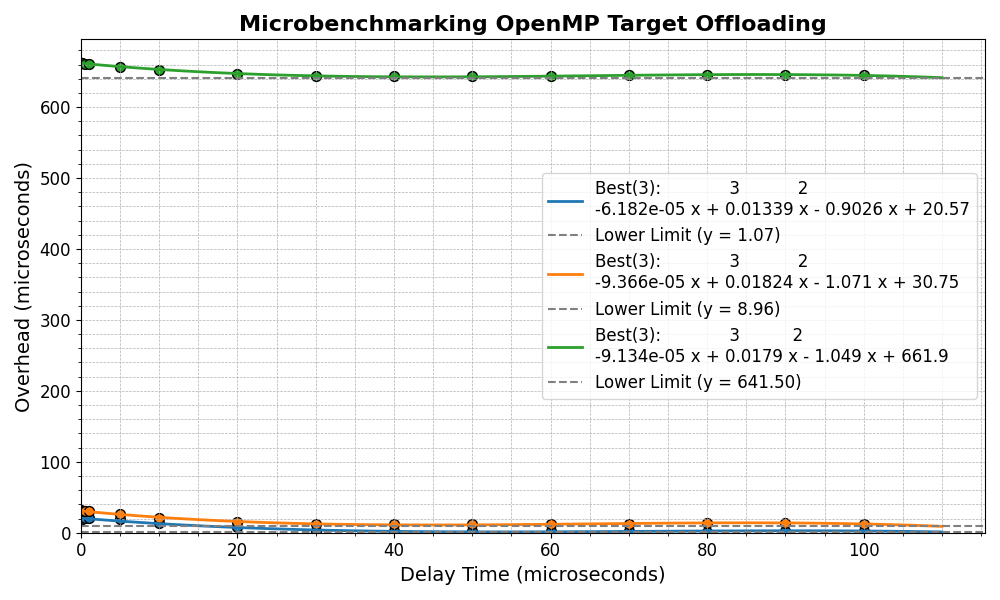 Microbenchmarking OpenMP Target Offloading
Overhead (microseconds)
600
500
400
300
200
100
0
Best(3): 3 2
-6.182e-05 x + 0.01339 x - 0.9026 x + 20.57
Lower Limit (y = 1.07)
Best(3): 3 2
-9.366e-05 x + 0.01824 x - 1.071 x + 30.75
Lower Limit (y = 8.96)
Best(3): 3 2
-9.134e-05 x + 0.0179 x - 1.049 x + 661.9
Lower Limit (y = 641.50)
0 20 40 60 80 100
Delay Time (microseconds)